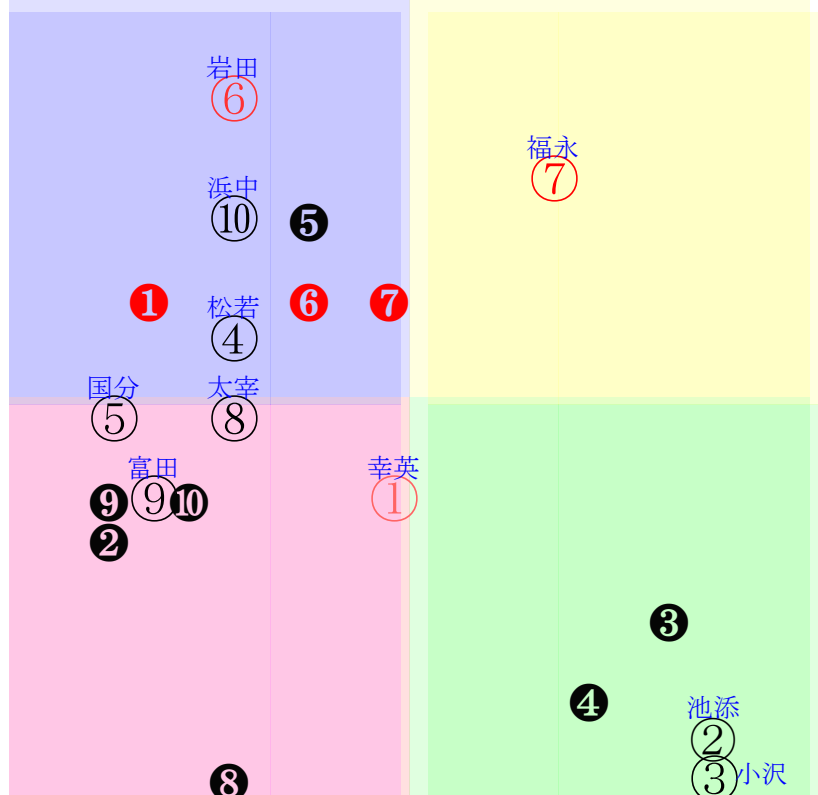 岩田
⑥
福永
⑦
浜中
⑩ ❺
❶ 松若 ❻ ❼
④
国分 太宰
⑤ ⑧
富田 幸英
❾ ⑨ ❿ ①
❷
❸
❹ 池添
②
❽ ③ 小沢